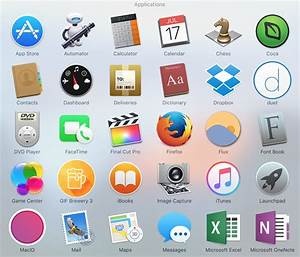 Applications
App Store Automator Calculator Calendar Chess Coca
Contacts Dashboard Deliveries Dictionary Dropbox duet
DVD Player FaceTime Final Cut Pro Firefox Flux Font Book
Game Center GIF Brewery 3 iBooks Image Capture iTunes Launchpad
MacID Mail Maps Messages Microsoft Excel Microsoft OneNote
JUL
17
Aa